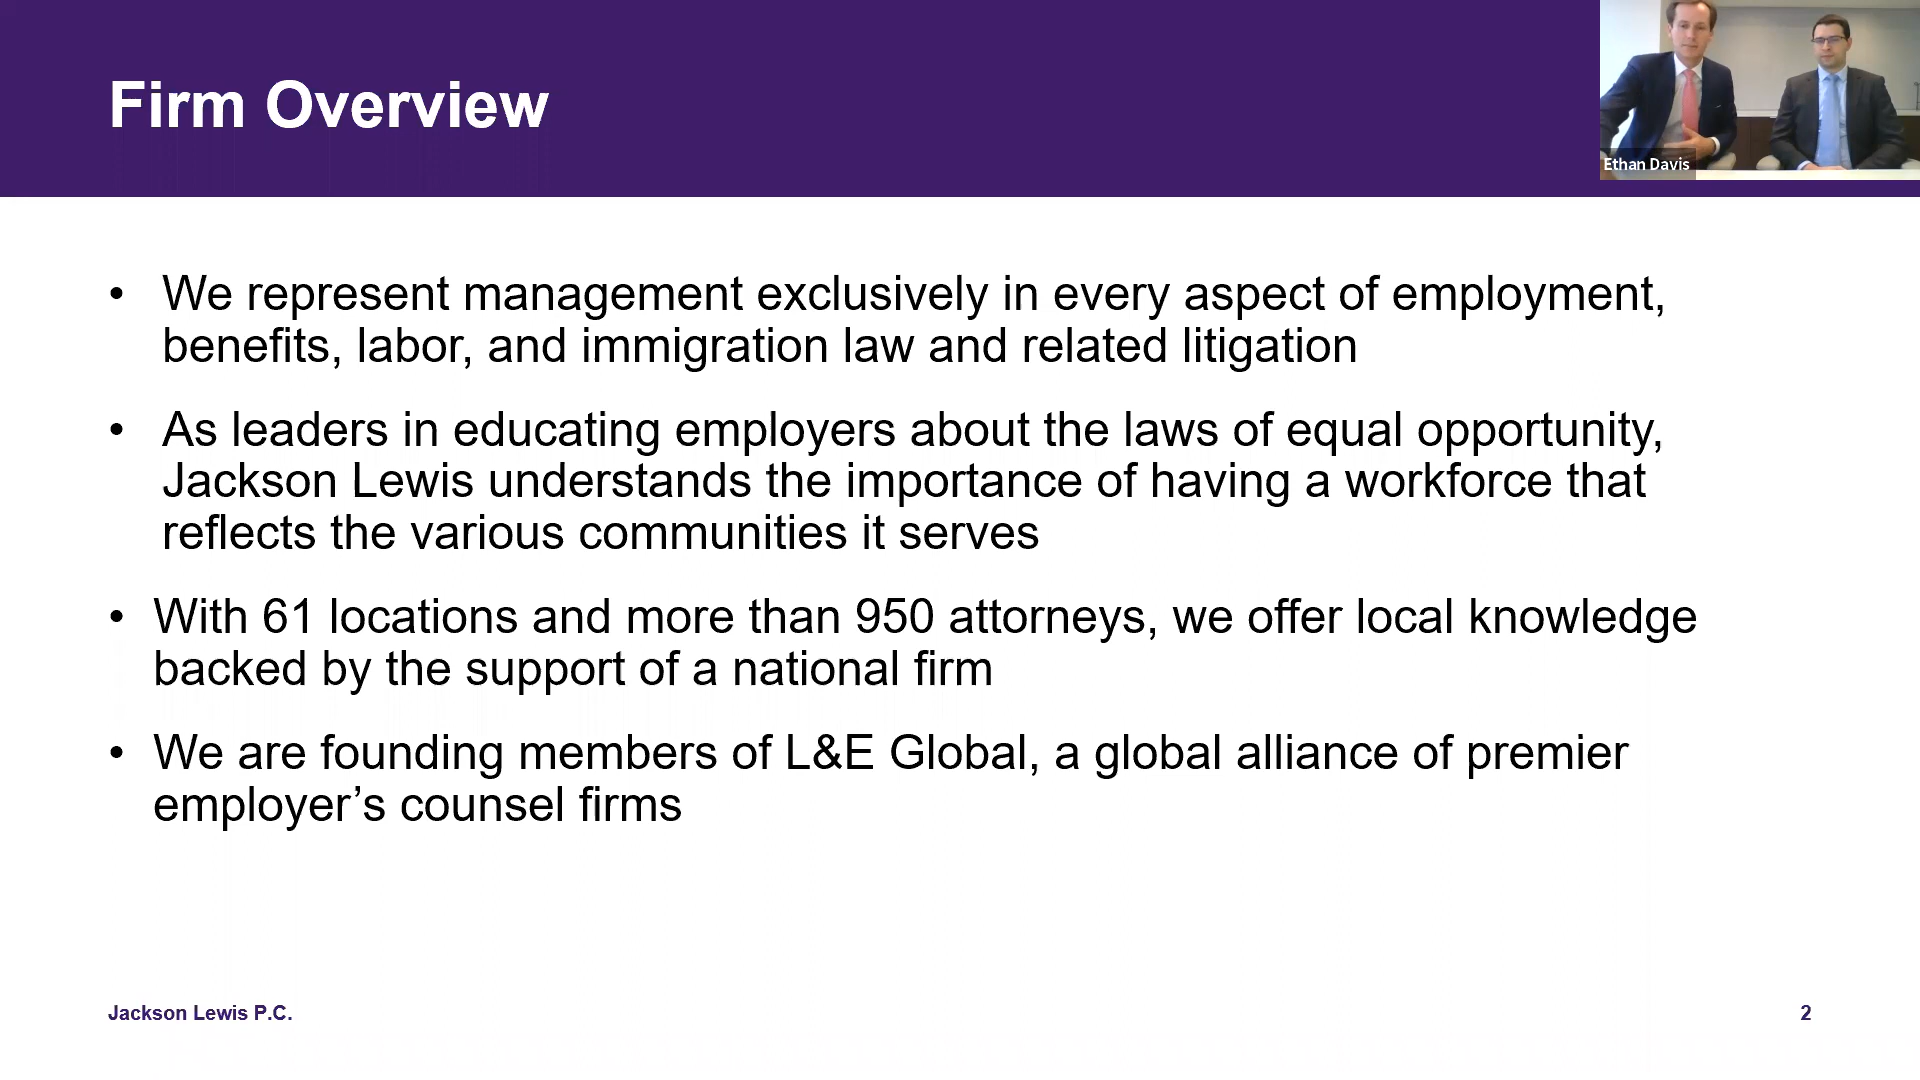 Firm Overview
Ethan Davis
• We represent management exclusively in every aspect of employment,
benefits, labor, and immigration law and related litigation
• As leaders in educating employers about the laws of equal opportunity,
Jackson Lewis understands the importance of having a workforce that
reflects the various communities it serves
• With 61 locations and more than 950 attorneys, we offer local knowledge
backed by the support of a national firm
• We are founding members of L&E Global, a global alliance of premier
employer’s counsel firms
Jackson Lewis P.C.
2